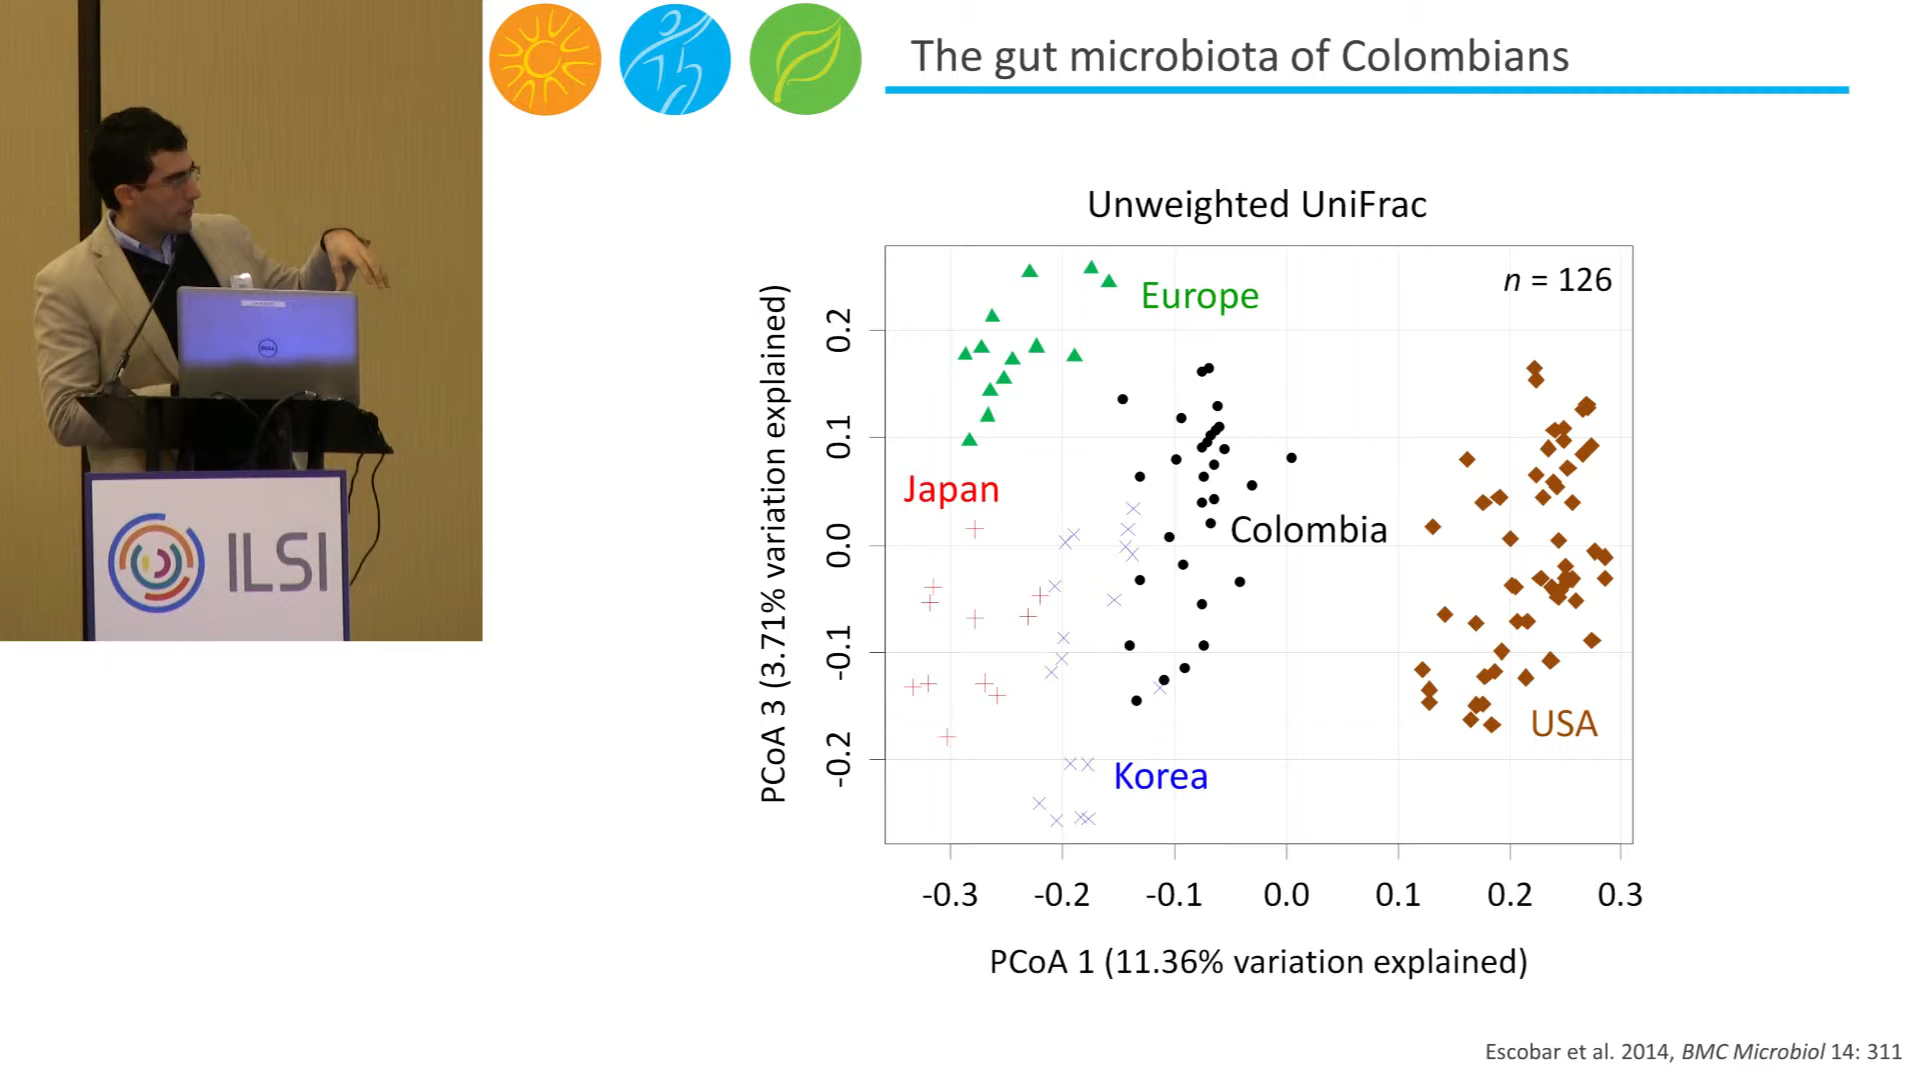 The gut microbiota of Colombians
Unweighted UniFrac
n = 126
Europe
Japan
Colombia
USA
Korea
PCoA 3 (3.71% variation explained)
0.2
0.1
0.0
-0.1
-0.2
-0.3 -0.2 -0.1 0.0 0.1 0.2 0.3
PCoA 1 (11.36% variation explained)
Escobar et al. 2014, BMC Microbiol 14: 311
DELL
ILSI